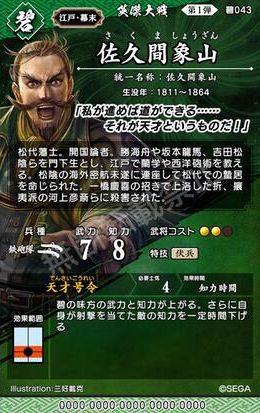 碧
江戸・幕末
英傑大戦
第1弾
碧043
さくましょうざん
佐久間象山
統一名称：佐久間象山
生没年：1811～1864
「私が進めば道ができる……
それが天才というものだ！」
松代藩士。開国論者。勝海舟や坂本龍馬、吉田松
陰らを門下生とし、江戸で蘭学や西洋砲術を教え
る。松陰の海外密航未遂に連座して松代での蟄居
を命じられた。一橋慶喜の招きで上洛した折、攘
夷派の河上彦斎らに殺害された
兵種 武力 知力 武将コスト
鉄砲隊 7 8
特技 伏兵
てんさいごうれい
天才号令
必要士気 4
効果時間 知力時間
効果範囲
碧の味方の武力と知力が上がる。さらに自
身が射撃を当てた敵の知力を一定時間下げ
る
Illustration:三好載克
©SEGA
0000-0000-0000-0000-0000